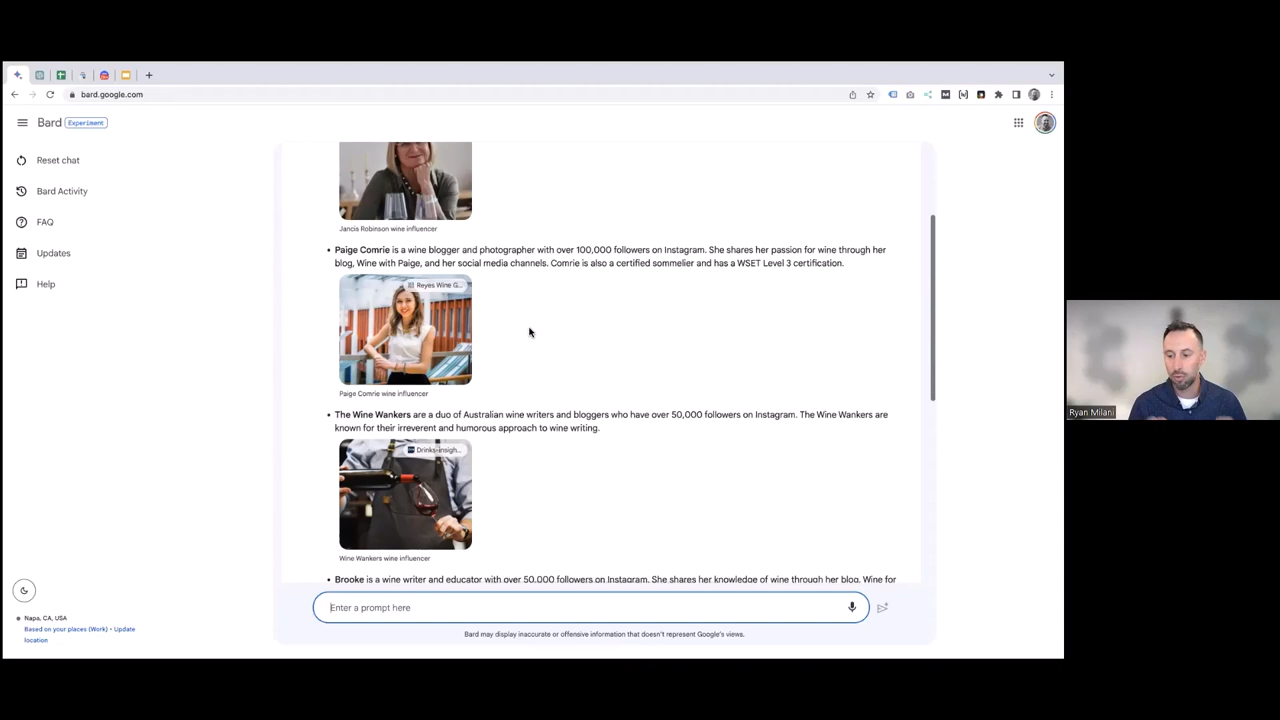 bard.google.com
Bard Experiment
Reset chat
Bard Activity
FAQ
Updates
Help
Jancis Robinson wine influencer
• Paige Comrie is a wine blogger and photographer with over 100,000 followers on Instagram. She shares her passion for wine through her
blog, Wine with Paige, and her social media channels. Comrie is also a certified sommelier and has a WSET Level 3 certification.
Reyes Wine G...
Paige Comrie wine influencer
• The Wine Wankers are a duo of Australian wine writers and bloggers who have over 50,000 followers on Instagram. The Wine Wankers are
known for their irreverent and humorous approach to wine writing.
Drinks-insigh...
Wine Wankers wine influencer
• Brooke is a wine writer and educator with over 50,000 followers on Instagram. She shares her knowledge of wine through her blog, Wine for
Enter a prompt here
Bard may display inaccurate or offensive information that doesn't represent Google's views.
Napa, CA, USA
Based on your places (Work) • Update
location
Ryan Milani